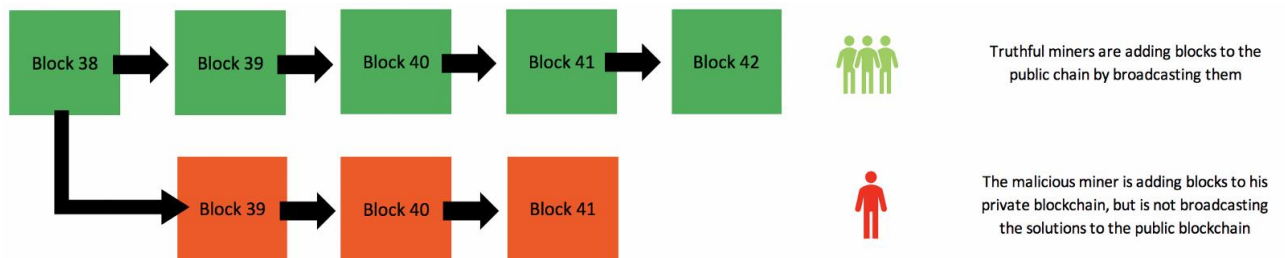 Block 38
Block 39
Block 40
Block 41
Block 42
Truthful miners are adding blocks to the
public chain by broadcasting them
Block 39
Block 40
Block 41
The malicious miner is adding blocks to his
private blockchain, but is not broadcasting
the solutions to the public blockchain